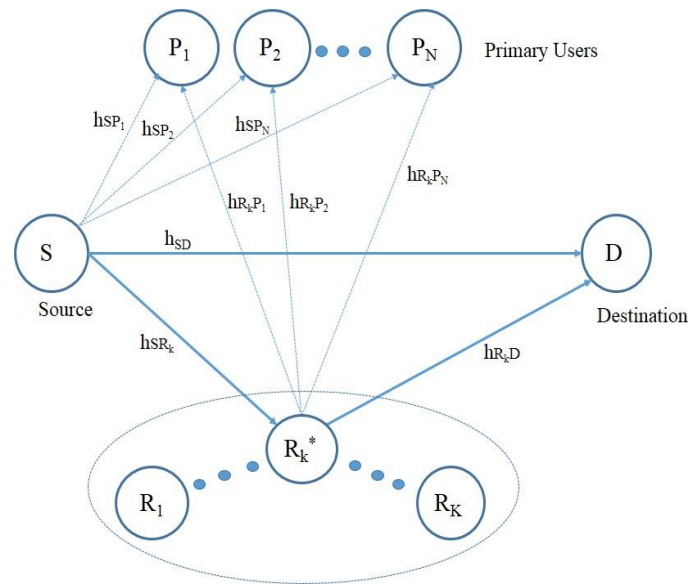 P1 P2 PN Primary Users
hSP1 hSP2 hSPN
hRkP1 hRkP2 hRkPN
S hSD D
Source Destination
hSRk hRkD
Rk*
R1 RK